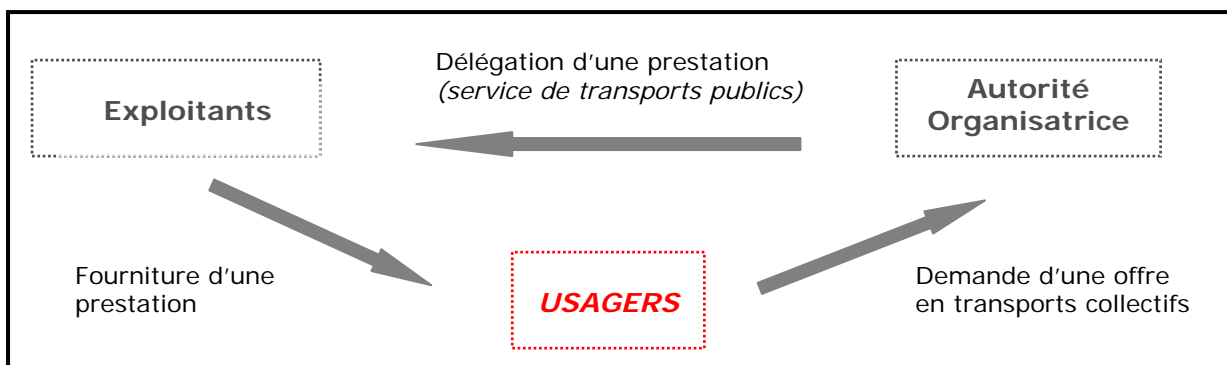 Délégation d'une prestation
(service de transports publics)
Exploitants
Autorité
Organisatrice
Fourniture d'une
prestation
USAGERS
Demande d'une offre
en transports collectifs